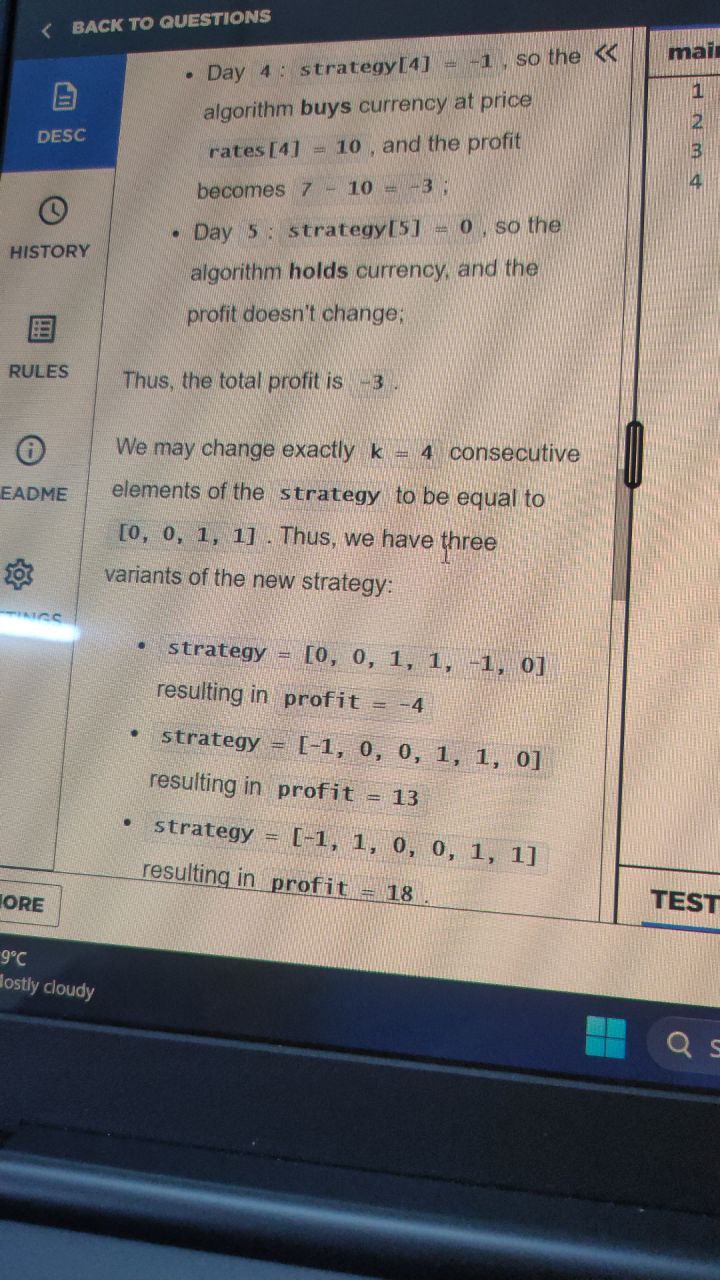 < BACK TO QUESTIONS
• Day 4 : strategy[4] = -1 , so the
algorithm buys currency at price
rates[4] = 10 , and the profit
becomes 7 - 10 = -3 ;
• Day 5 : strategy[5] = 0 , so the
algorithm holds currency, and the
profit doesn't change;
Thus, the total profit is -3 .
We may change exactly k = 4 consecutive
elements of the strategy to be equal to
[0, 0, 1, 1] . Thus, we have three
variants of the new strategy:
• strategy = [0, 0, 1, 1, -1, 0]
resulting in profit = -4
• strategy = [-1, 0, 0, 1, 1, 0]
resulting in profit = 13
• strategy = [-1, 1, 0, 0, 1, 1]
resulting in profit = 18 .
DESC
HISTORY
RULES
EADME
TINGS
ORE
<<
mai
1
2
3
4
TEST
9°C
ostly cloudy
S